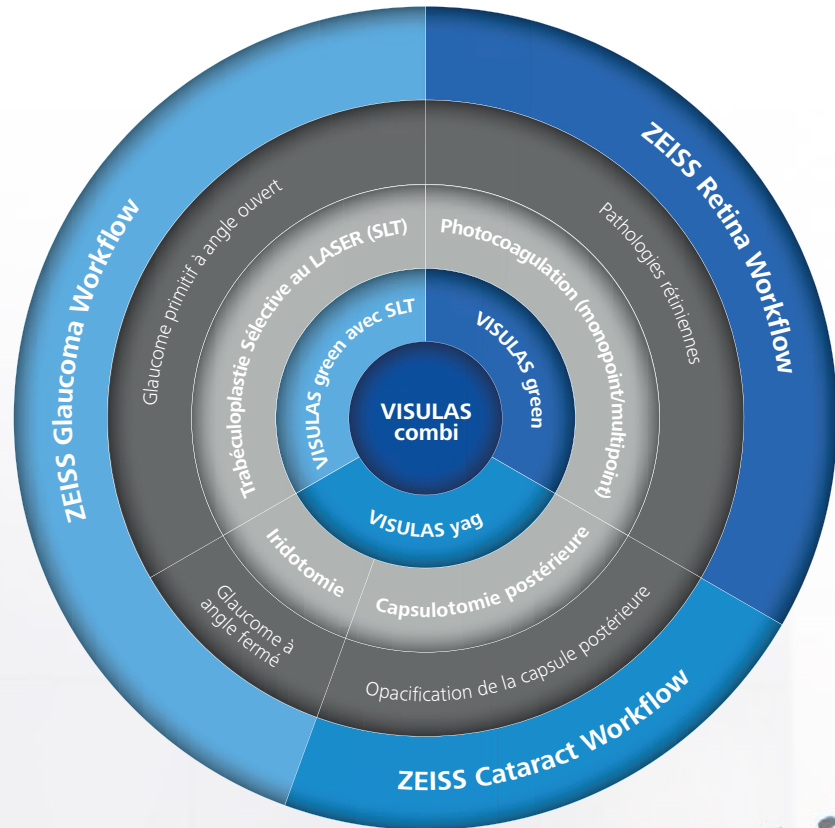 ZEISS Glaucoma Workflow
ZEISS Retina Workflow
ZEISS Cataract Workflow
Glaucome primitif à angle ouvert
Pathologies rétiniennes
Glaucome à
angle fermé
Opacification de la capsule postérieure
Trabéculoplastie Sélective au LASER (SLT)
Photocoagulation (monopoint/multipoint)
Iridotomie
Capsulotomie postérieure
VISULAS green avec SLT
VISULAS green
VISULAS yag
VISULAS
combi